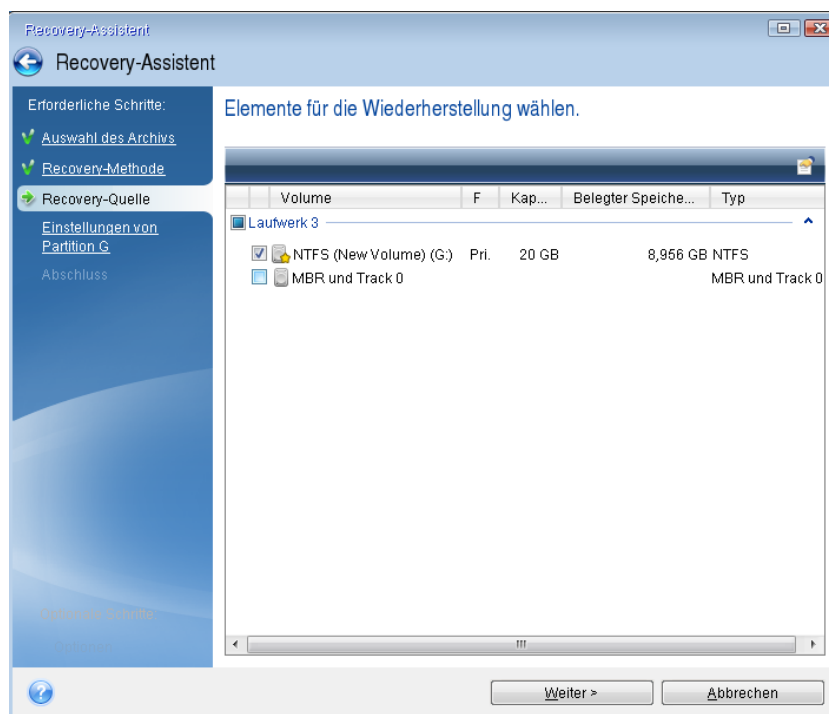 Recovery-Assistent
Recovery-Assistent
Erforderliche Schritte:
Auswahl des Archivs
Recovery-Methode
Recovery-Quelle
Einstellungen von
Partition G
Abschluss
Elemente für die Wiederherstellung wählen.
Volume F Kap... Belegter Speiche... Typ
Laufwerk 3
NTFS (New Volume) (G:) Pri. 20 GB 8,956 GB NTFS
MBR und Track 0 MBR und Track 0
Weiter > Abbrechen